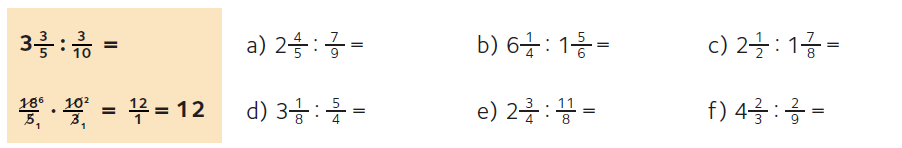 3 3/5 : 3/10 =
a) 2 4/5 : 7/9 =
b) 6 1/4 : 1 5/6 =
c) 2 1/2 : 1 7/8 =
18⁶/5₁ · 10²/3₁ = 12/1 = 12
d) 3 1/8 : 5/4 =
e) 2 3/4 : 11/8 =
f) 4 2/3 : 2/9 =